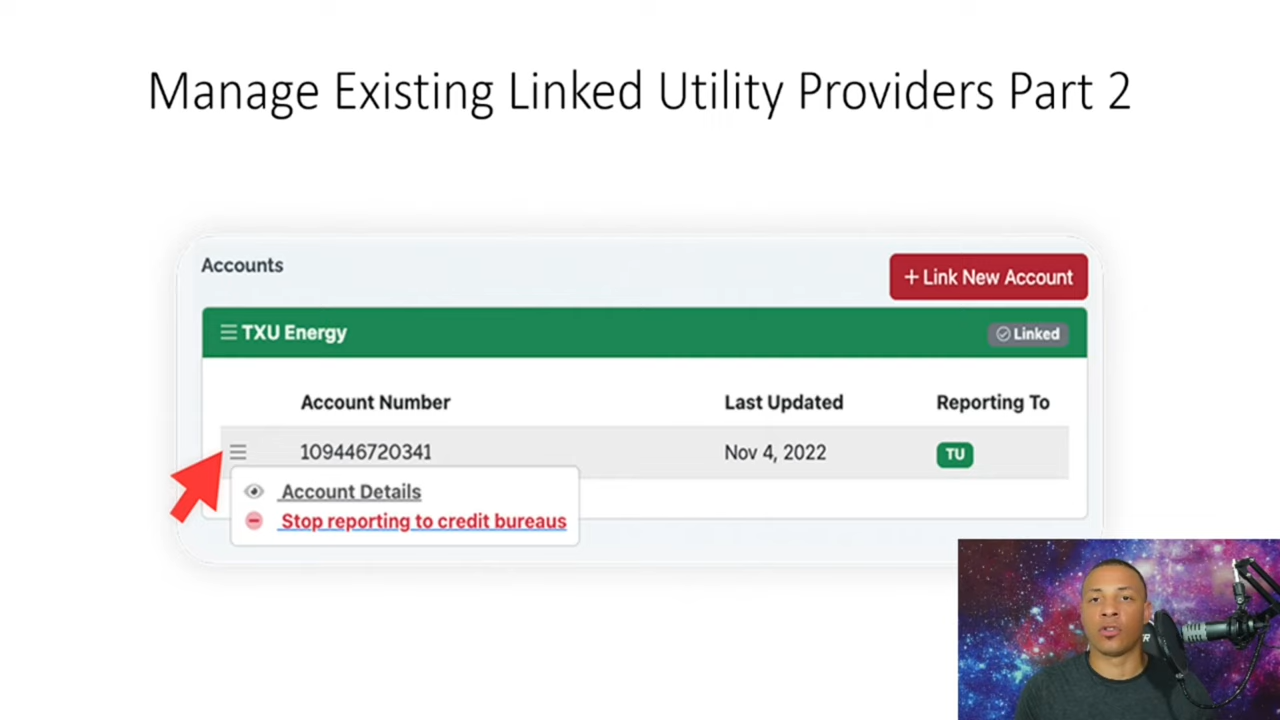 Manage Existing Linked Utility Providers Part 2
Accounts
+ Link New Account
TXU Energy
Linked
Account Number Last Updated Reporting To
109446720341 Nov 4, 2022 TU
Account Details
Stop reporting to credit bureaus